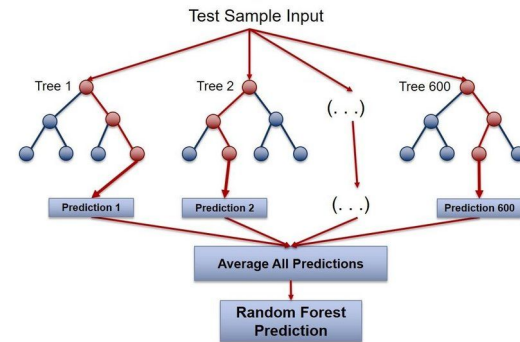 Test Sample Input
Tree 1
Tree 2
(. . .)
Tree 600
Prediction 1
Prediction 2
(. . .)
Prediction 600
Average All Predictions
Random Forest
Prediction